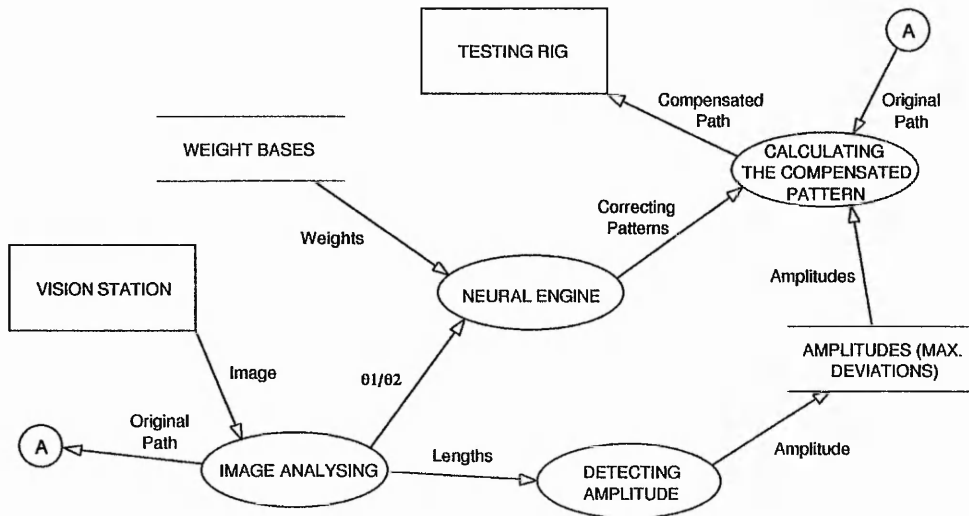 A
TESTING RIG
Compensated
Path
Original
Path
WEIGHT BASES
CALCULATING
THE COMPENSATED
PATTERN
Correcting
Patterns
Weights
VISION STATION
NEURAL ENGINE
Amplitudes
AMPLITUDES (MAX.
DEVIATIONS)
Image
θ1/θ2
Original
Path
A
IMAGE ANALYSING
Lengths
DETECTING
AMPLITUDE
Amplitude